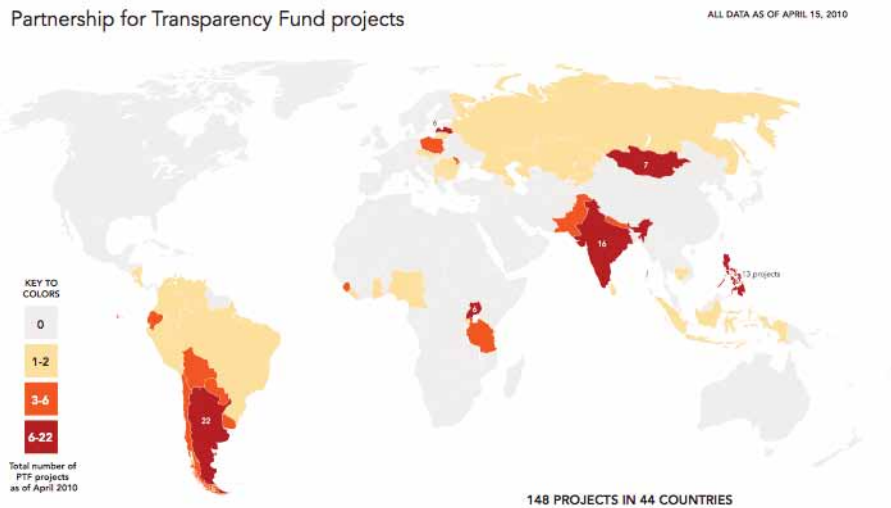 Partnership for Transparency Fund projects
ALL DATA AS OF APRIL 15, 2010
6
7
16
13 projects
KEY TO
COLORS
0
6
1-2
3-6
22
6-22
Total number of
PTF projects
as of April 2010
148 PROJECTS IN 44 COUNTRIES